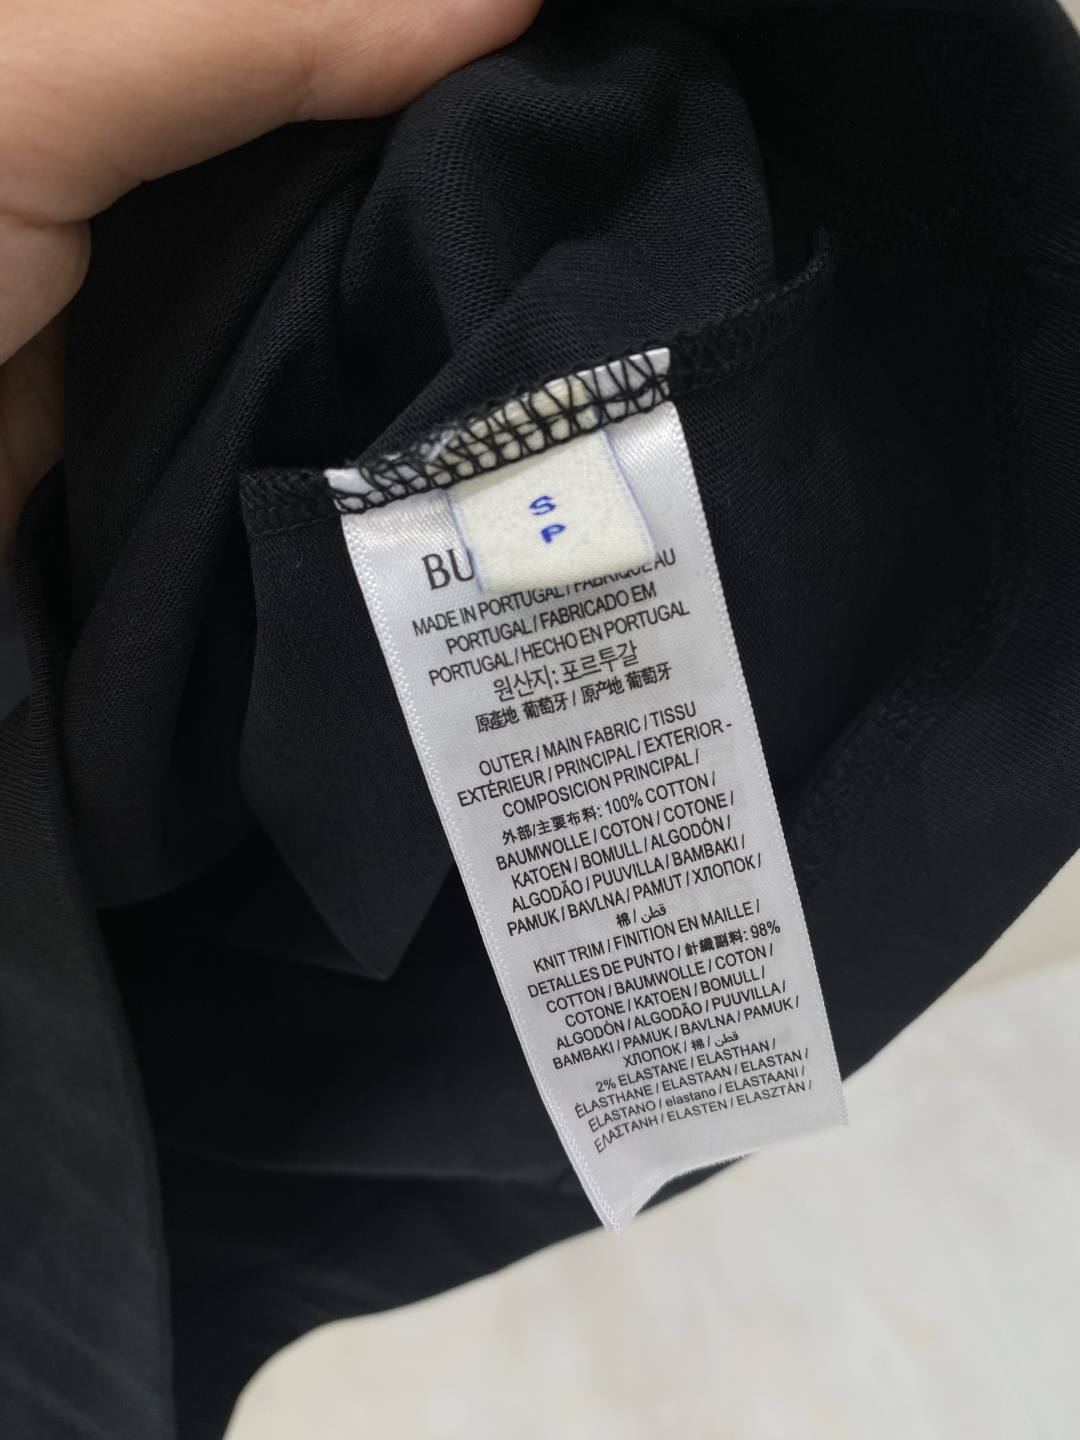 S
P
BU
MADE IN PORTUGAL / FABRIQUÉ AU
PORTUGAL / FABRICADO EM
PORTUGAL / HECHO EN PORTUGAL
원산지: 포르투갈
原產地 葡萄牙 / 原产地 葡萄牙
OUTER / MAIN FABRIC / TISSU
EXTÉRIEUR / PRINCIPAL / EXTERIOR -
COMPOSICION PRINCIPAL /
外部/主要布料: 100% COTTON /
BAUMWOLLE / COTON / COTONE /
KATOEN / BOMULL / ALGODÓN /
ALGODÃO / PUUVILLA / BAMBAKI /
PAMUK / BAVLNA / PAMUT / ХЛОПОК /
棉 / قطن
KNIT TRIM / FINITION EN MAILLE /
DETALLES DE PUNTO / 針織副料: 98%
COTTON / BAUMWOLLE / COTON /
COTONE / KATOEN / BOMULL /
ALGODÓN / ALGODÃO / PUUVILLA /
BAMBAKI / PAMUK / BAVLNA / PAMUK /
ХЛОПОК / 棉 / قطن
2% ELASTANE / ELASTHAN /
ÉLASTHANE / ELASTAAN / ELASTAN /
ELASTANO / elastano / ELASTAANI /
ΕΛΑΣΤΑΝΗ / ELASTEN / ELASZTÁN /